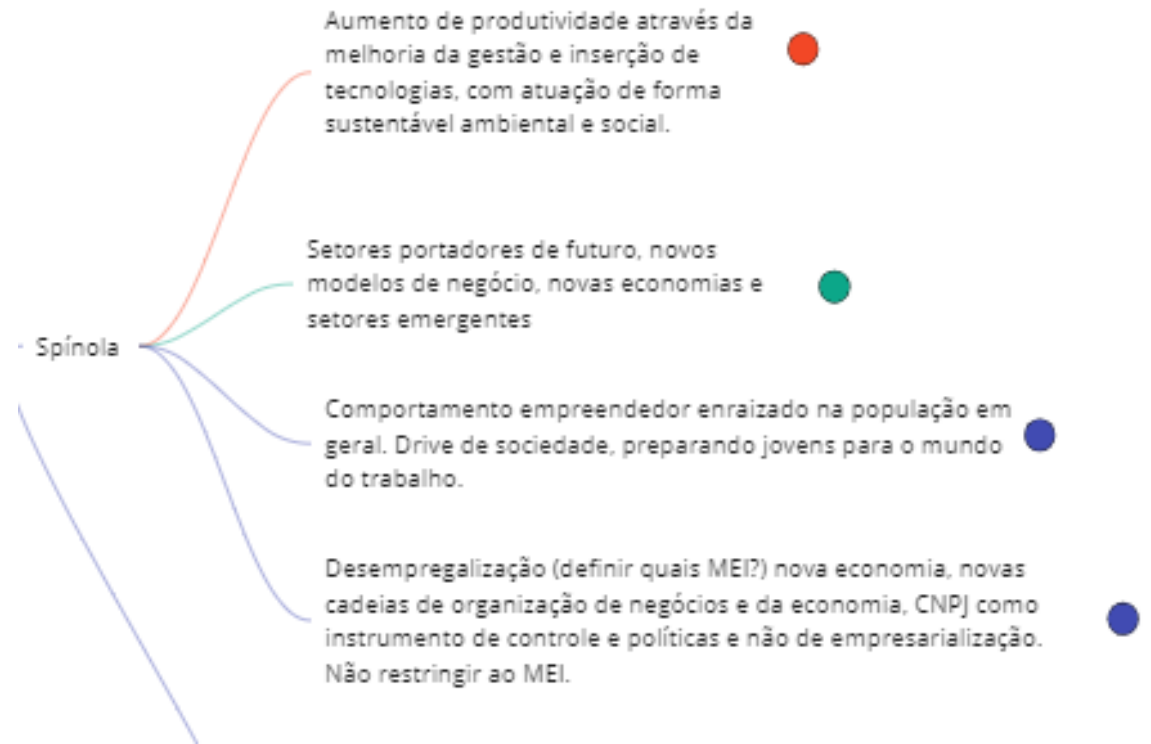 Aumento de produtividade através da
melhoria da gestão e inserção de
tecnologias, com atuação de forma
sustentável ambiental e social.
Setores portadores de futuro, novos
modelos de negócio, novas economias e
setores emergentes
Spínola
Comportamento empreendedor enraizado na população em
geral. Drive de sociedade, preparando jovens para o mundo
do trabalho.
Desempregalização (definir quais MEI?) nova economia, novas
cadeias de organização de negócios e da economia, CNPJ como
instrumento de controle e políticas e não de empresarialização.
Não restringir ao MEI.